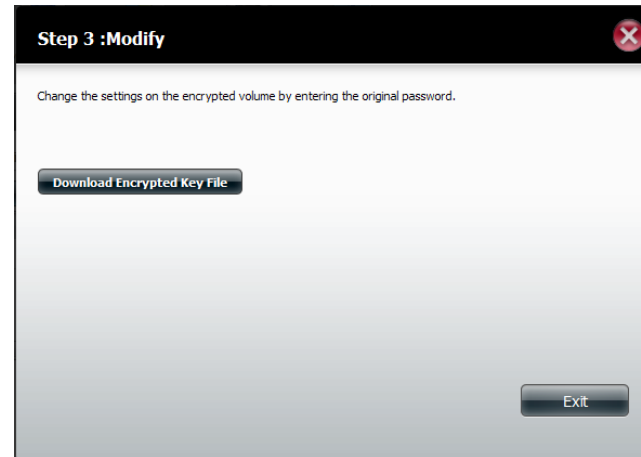 Step 3 :Modify
Change the settings on the encrypted volume by entering the original password.
Download Encrypted Key File
Exit